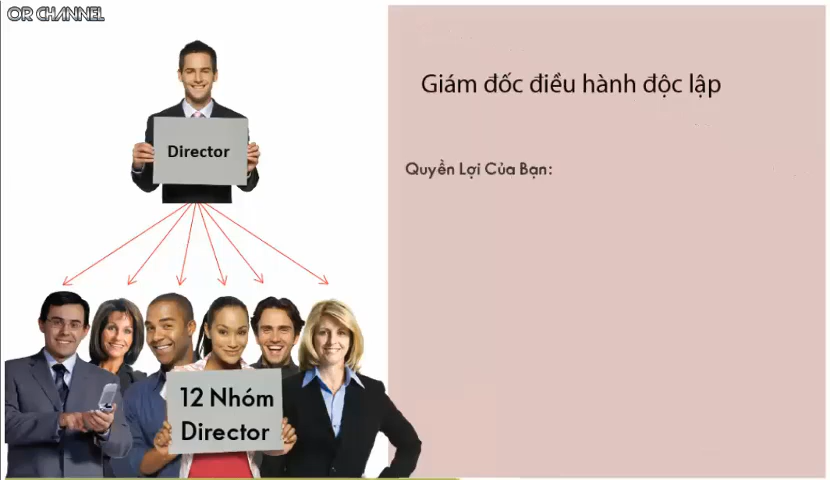 OR CHANNEL
Giám đốc điều hành độc lập
Director
Quyền Lợi Của Bạn:
12 Nhóm
Director